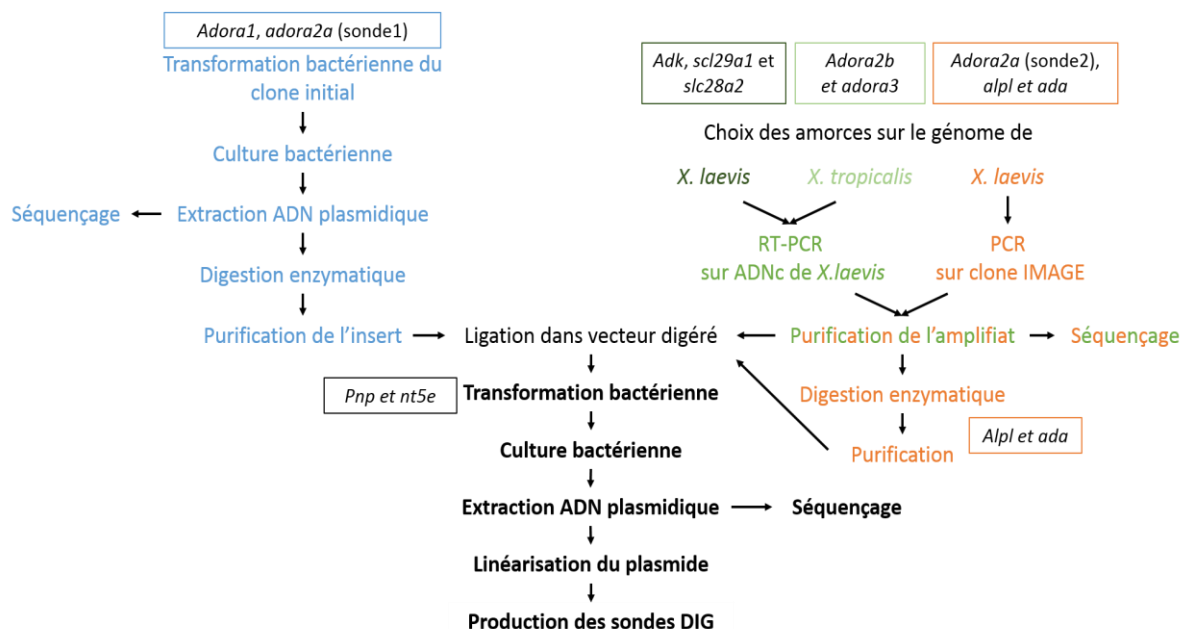 Adora1, adora2a (sonde1)
Transformation bactérienne du
clone initial
Culture bactérienne
Séquençage
Extraction ADN plasmidique
Digestion enzymatique
Purification de l'insert
Adk, scl29a1 et
slc28a2
Adora2b
et adora3
Adora2a (sonde2),
alpl et ada
Choix des amorces sur le génome de
X. laevis
X. tropicalis
X. laevis
RT-PCR
sur ADNc de X.laevis
PCR
sur clone IMAGE
Ligation dans vecteur digéré
Purification de l'amplifiat
Séquençage
Pnp et nt5e
Transformation bactérienne
Digestion enzymatique
Alpl et ada
Purification
Culture bactérienne
Extraction ADN plasmidique
Séquençage
Linéarisation du plasmide
Production des sondes DIG